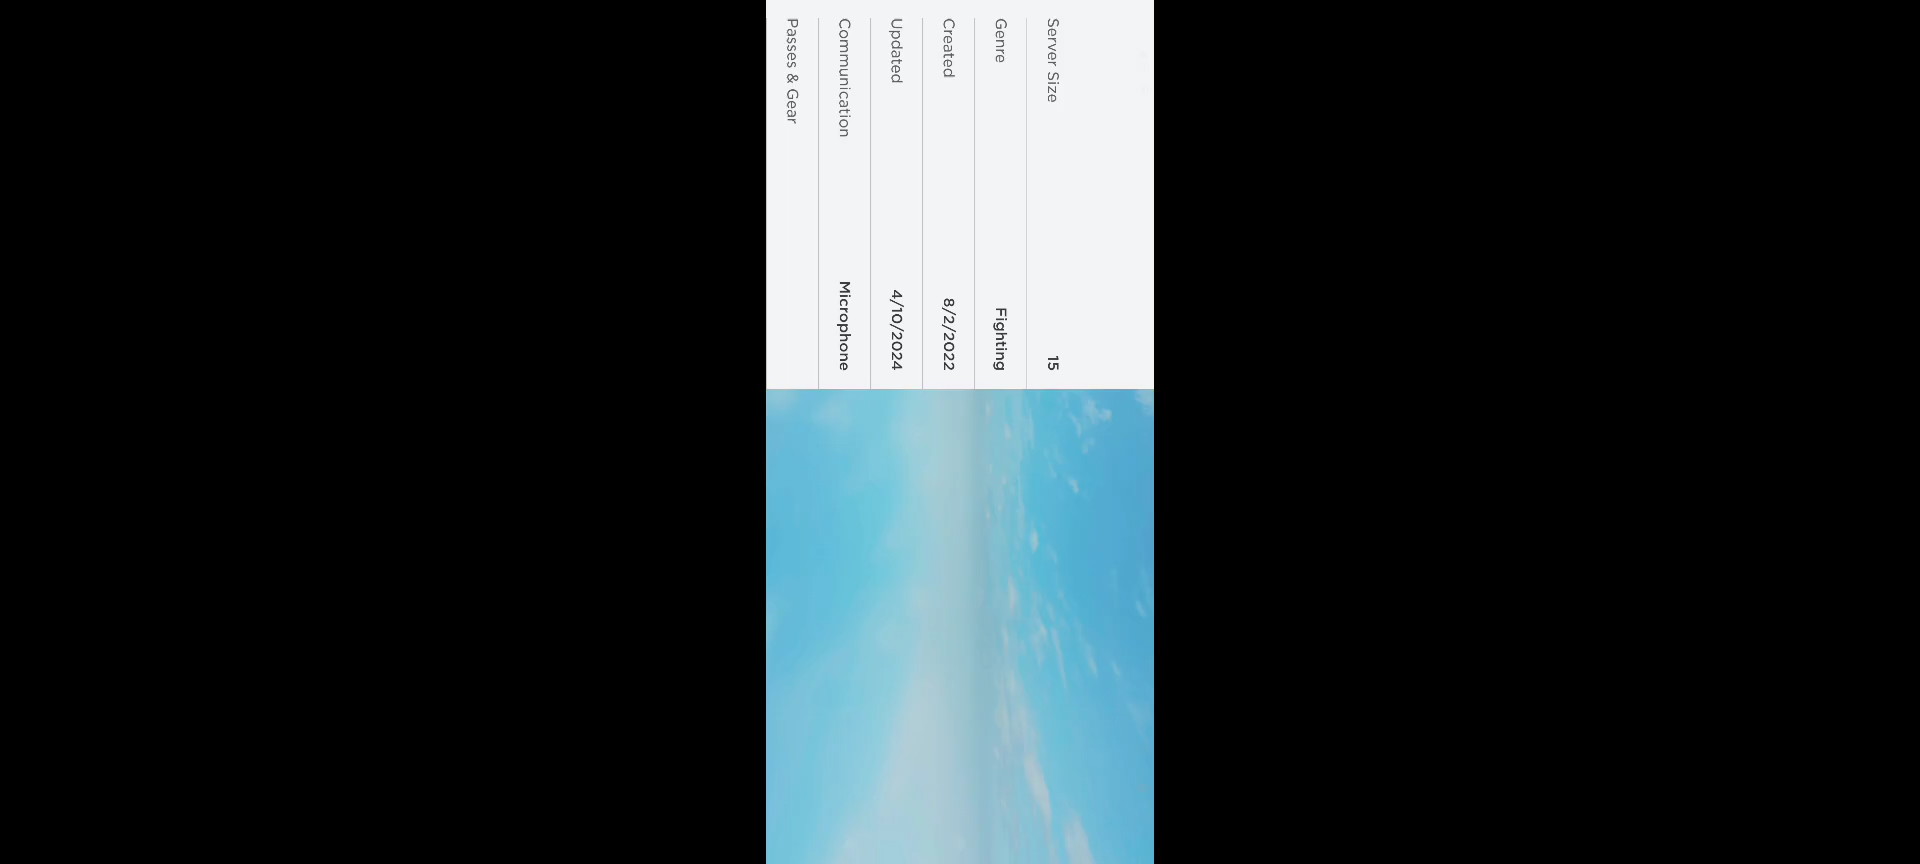 Server Size 15
Genre Fighting
Created 8/2/2022
Updated 4/10/2024
Communication Microphone
Passes & Gear